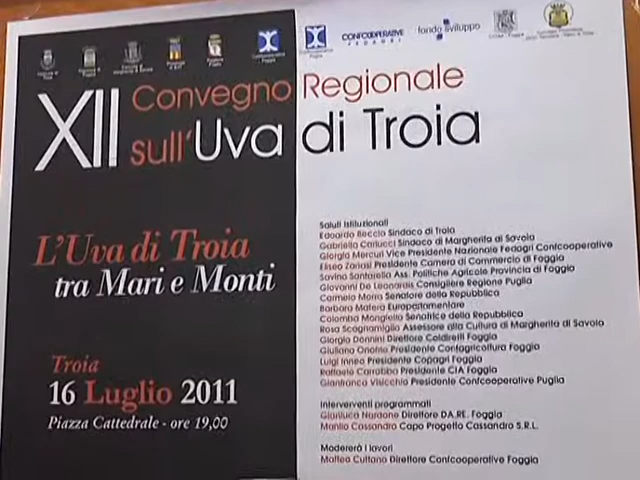 CONFCOOPERATIVE
FEDAGRI
fondo sviluppo
XII Convegno Regionale
sull'Uva di Troia
L'Uva di Troia
tra Mari e Monti
Troia
16 Luglio 2011
Piazza Cattedrale - ore 19,00
Saluti Istituzionali
Edoardo Beccia Sindaco di Troia
Gabriella Carlucci Sindaco di Margherita di Savoia
Giorgio Mercuri Vice Presidente Nazionale Fedagri Confcooperative
Eliseo Zanasi Presidente Camera di Commercio di Foggia
Savino Santarella Ass. Politiche Agricole Provincia di Foggia
Giovanni De Leonardis Consigliere Regione Puglia
Carmelo Morra Senatore della Repubblica
Barbara Matera Europarlamentare
Colomba Mongiello Senatrice della Repubblica
Rosa Scognamiglio Assessore alla Cultura di Margherita di Savoia
Giorgio Donnini Direttore Coldiretti Foggia
Giuliana Onofrio Presidente Confagricoltura Foggia
Luigi Inneo Presidente Copagri Foggia
Raffaele Carrabba Presidente CIA Foggia
Gianfranco Visicchio Presidente Confcooperative Puglia
Interventi programmati
Gianluca Nardone Direttore DA.RE. Foggia
Manlio Cassandro Capo Progetto Cassandro S.R.L.
Modererà i lavori
Matteo Cuttano Direttore Confcooperative Foggia